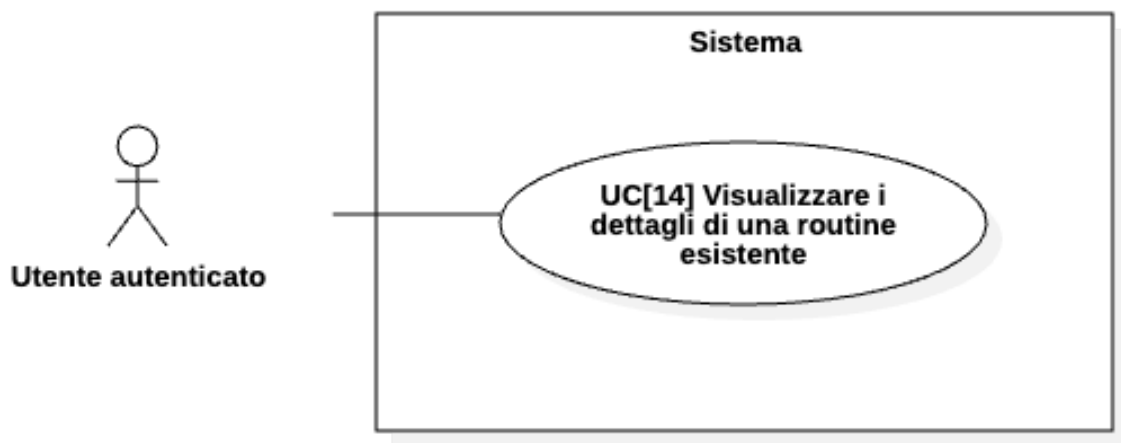 Sistema
UC[14] Visualizzare i
dettagli di una routine
esistente
Utente autenticato